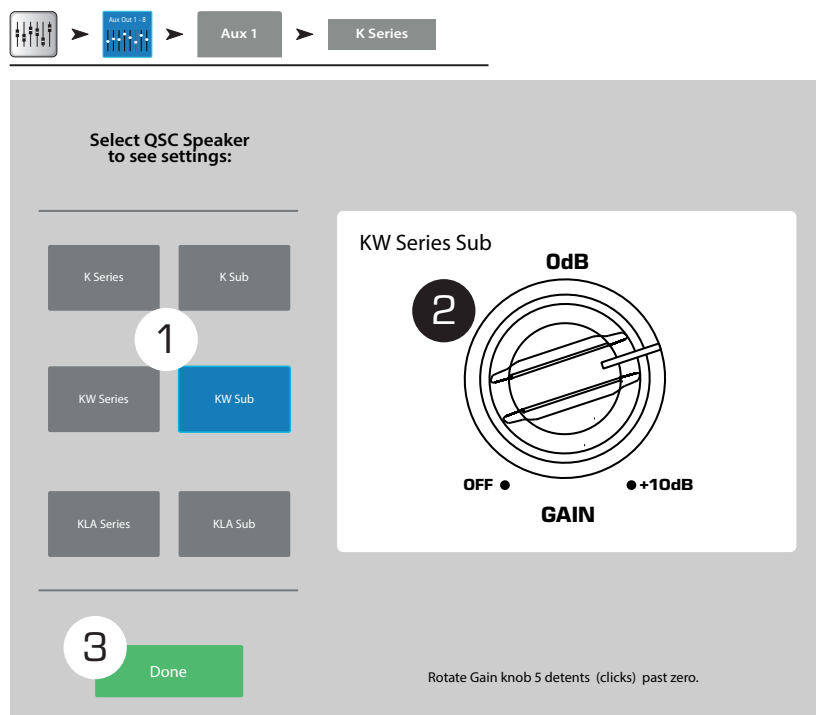 Aux Out 1 - 8
Aux 1
K Series
Select QSC Speaker
to see settings:
K Series
K Sub
1
KW Series
KW Sub
KLA Series
KLA Sub
3
Done
KW Series Sub
0dB
2
OFF
+10dB
GAIN
Rotate Gain knob 5 detents (clicks) past zero.